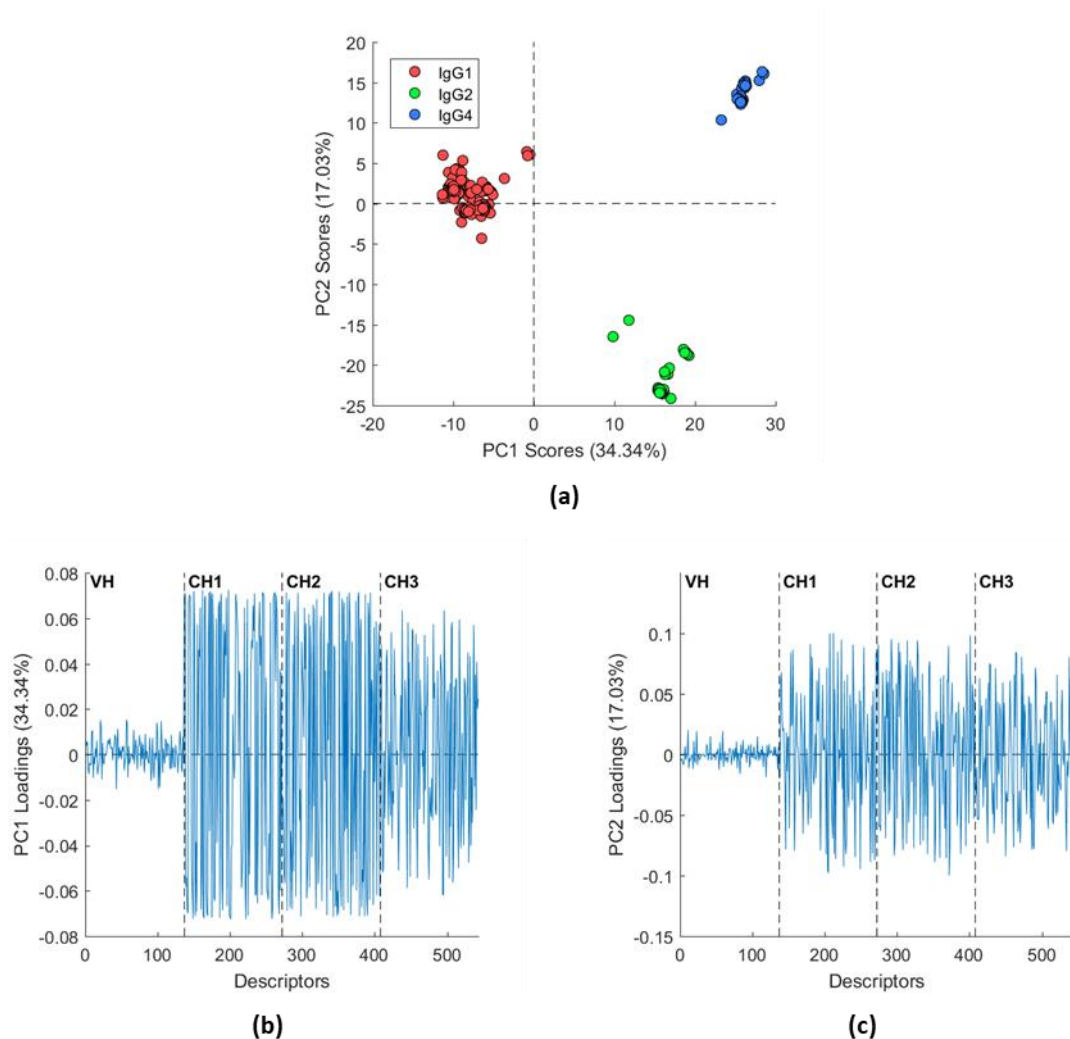 20
15
10
5
0
-5
-10
-15
-20
-25
PC2 Scores (17.03%)
IgG1
IgG2
IgG4
-20 -10 0 10 20 30
PC1 Scores (34.34%)
(a)
0.08
0.06
0.04
0.02
0
-0.02
-0.04
-0.06
-0.08
PC1 Loadings (34.34%)
VH CH1 CH2 CH3
0 100 200 300 400 500
Descriptors
(b)
0.1
0.05
0
-0.05
-0.1
-0.15
PC2 Loadings (17.03%)
VH CH1 CH2 CH3
0 100 200 300 400 500
Descriptors
(c)